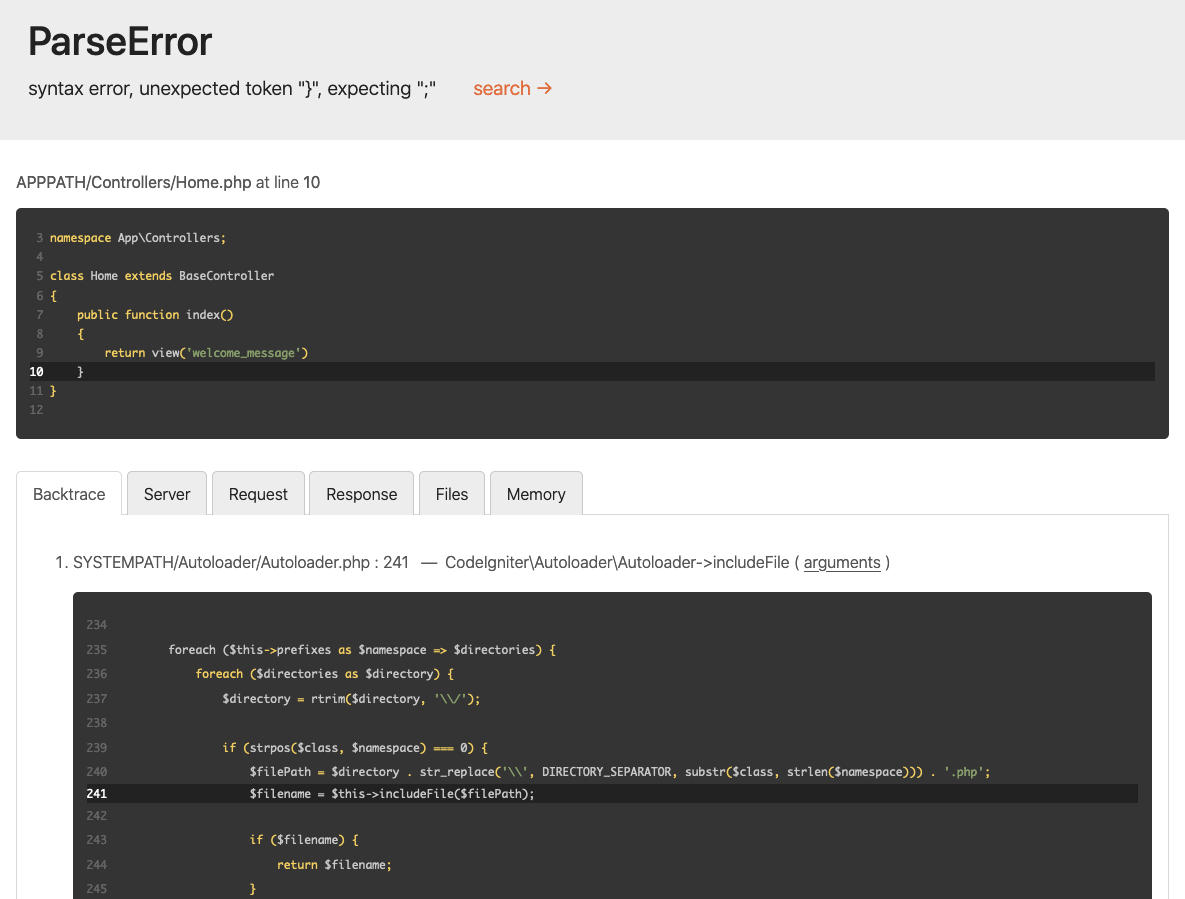 ParseError
syntax error, unexpected token "}", expecting ";" search →
APPPATH/Controllers/Home.php at line 10
3 namespace App\Controllers;
4
5 class Home extends BaseController
6 {
7     public function index()
8     {
9         return view('welcome_message')
10     }
11 }
12
Backtrace Server Request Response Files Memory
1. SYSTEMPATH/Autoloader/Autoloader.php : 241 — CodeIgniter\Autoloader\Autoloader->includeFile ( arguments )
234
235         foreach ($this->prefixes as $namespace => $directories) {
236             foreach ($directories as $directory) {
237                 $directory = rtrim($directory, '\\/');
238
239                 if (strpos($class, $namespace) === 0) {
240                     $filePath = $directory . str_replace('\\', DIRECTORY_SEPARATOR, substr($class, strlen($namespace))) . '.php';
241                     $filename = $this->includeFile($filePath);
242
243                     if ($filename) {
244                         return $filename;
245                     }